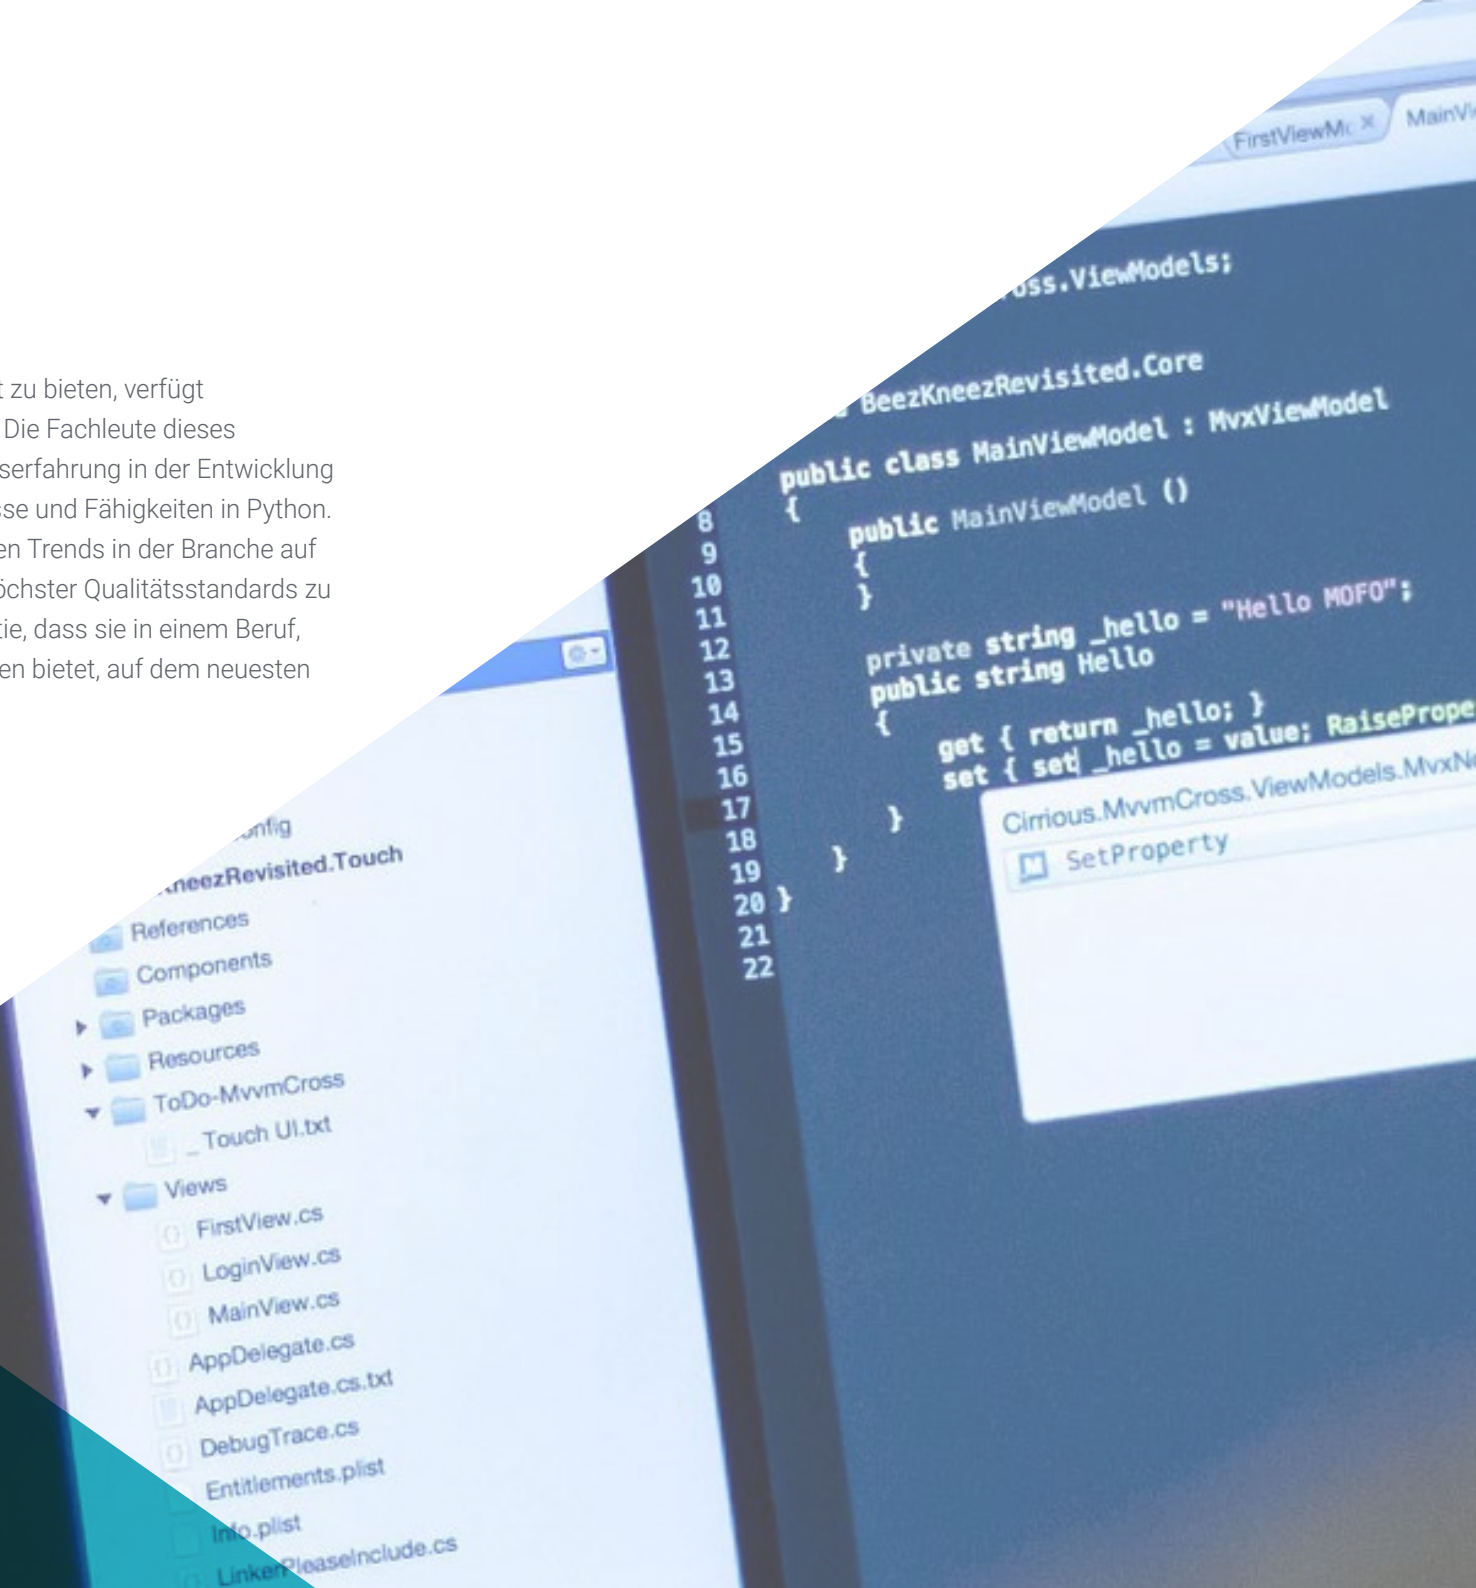 t zu bieten, verfügt
Die Fachleute dieses
serfahrung in der Entwicklung
sse und Fähigkeiten in Python.
en Trends in der Branche auf
öchster Qualitätsstandards zu
tie, dass sie in einem Beruf,
en bietet, auf dem neuesten
FirstViewMc × MainVie
oss.ViewModels;
BeezKneezRevisited.Core
public class MainViewModel : MvxViewModel
8 {
9 public MainViewModel ()
10 {
11 }
12 private string _hello = "Hello MOFO";
13 public string Hello
14 {
15 get { return _hello; }
16 set { set _hello = value; RaisePrope
17 }
18 }
19
20 }
21
22
Cirrious.MvvmCross.ViewModels.MvxNo
SetProperty
onfig
KneezRevisited.Touch
References
Components
Packages
Resources
ToDo-MvvmCross
_Touch UI.txt
Views
FirstView.cs
LoginView.cs
MainView.cs
AppDelegate.cs
AppDelegate.cs.txt
DebugTrace.cs
Entitlements.plist
Info.plist
LinkerPleaseInclude.cs